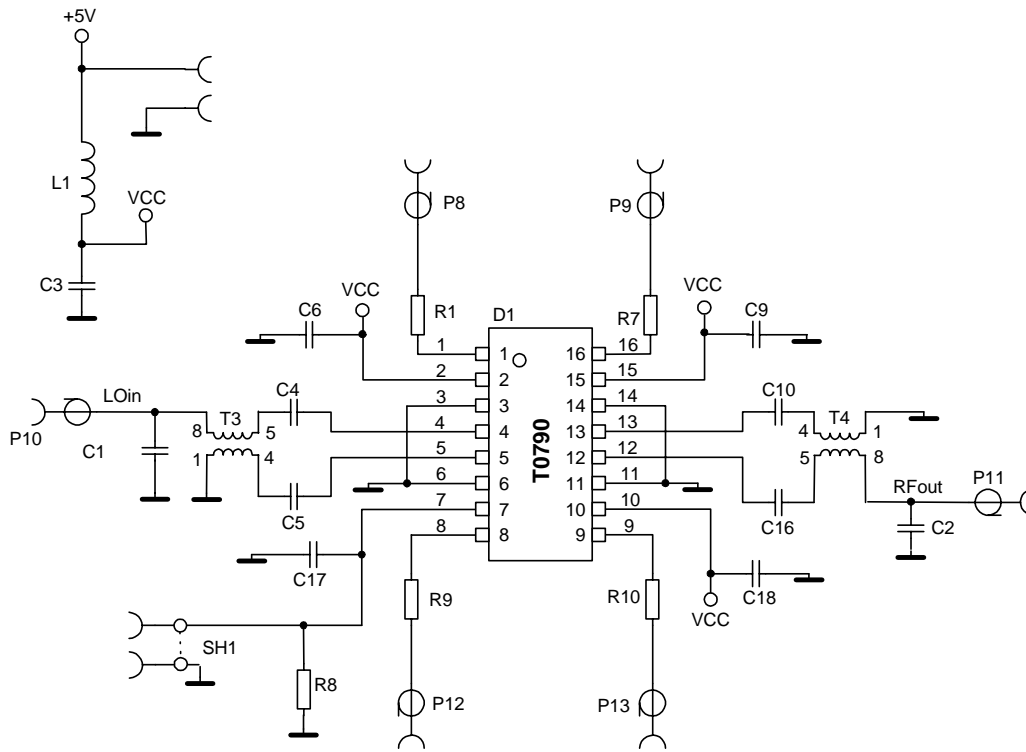 +5V
L1
VCC
C3
P8
P9
C6
VCC
R1
D1
R7
VCC
C9
1
1
16
16
2
2
15
15
LOin
C4
3
3
14
14
C10
P10
C1
8
T3
5
4
4
13
13
4
T4
1
1
4
5
5
12
12
5
8
T0790
C5
6
6
11
11
C16
RFout
P11
7
7
10
10
C2
8
8
9
9
C17
C18
VCC
R9
R10
SH1
R8
P12
P13